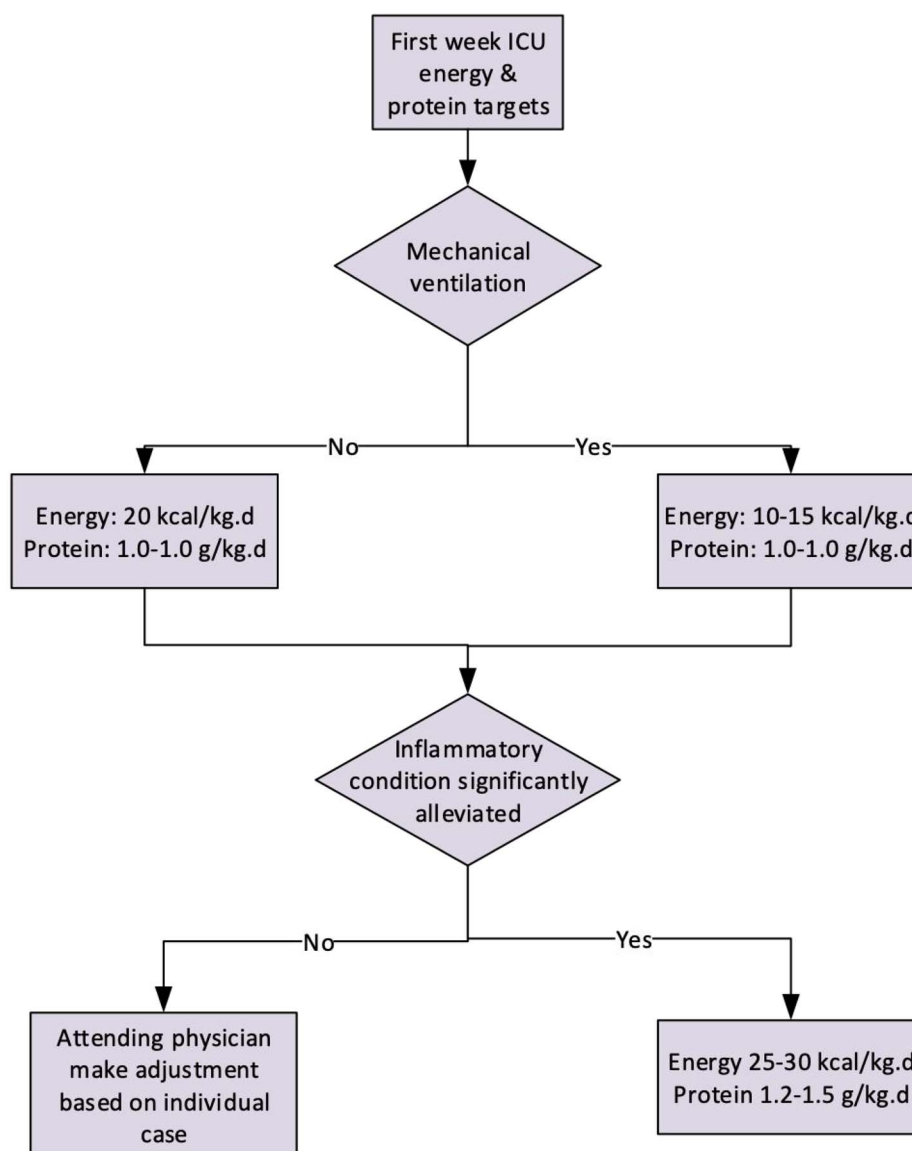 First week ICU
energy &
protein targets
Mechanical
ventilation
No
Yes
Energy: 20 kcal/kg.d
Protein: 1.0-1.0 g/kg.d
Energy: 10-15 kcal/kg.d
Protein: 1.0-1.0 g/kg.d
Inflammatory
condition significantly
alleviated
No
Yes
Attending physician
make adjustment
based on individual
case
Energy 25-30 kcal/kg.d
Protein 1.2-1.5 g/kg.d